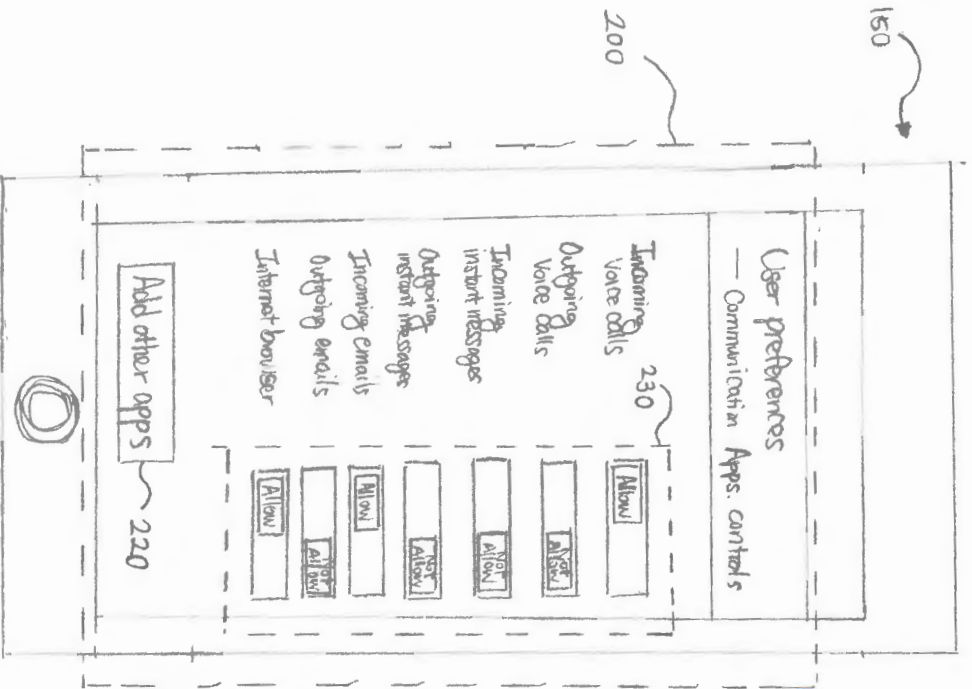 150
200
User preferences
— Communication Apps. controls
230
Incoming
Voice calls
Allow
Outgoing
Voice calls
Not
Allow
Incoming
instant messages
Not
Allow
Outgoing
instant messages
Not
Allow
Incoming emails
Allow
Outgoing emails
Not
Allow
Internet browser
Allow
Add other apps
220